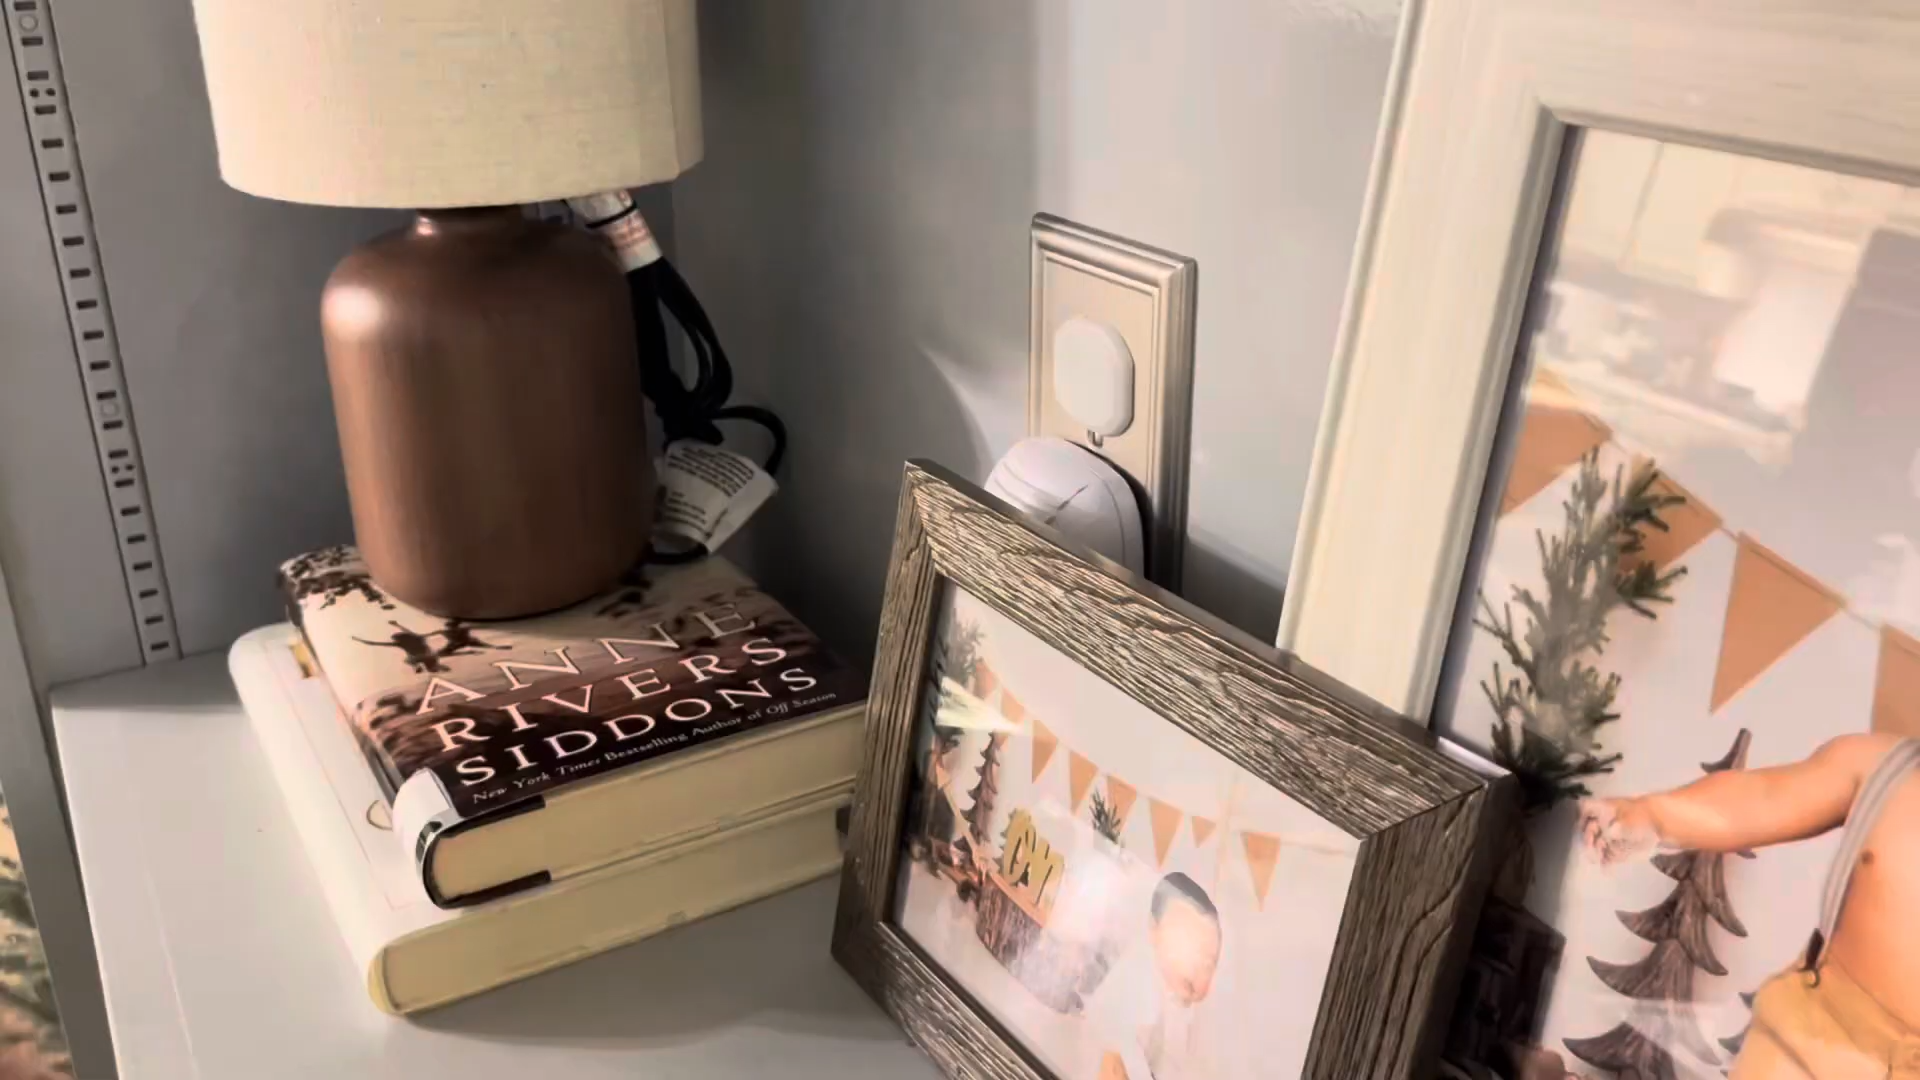 ANNE
RIVERS
SIDDONS
New York Times Bestselling Author of Off Season